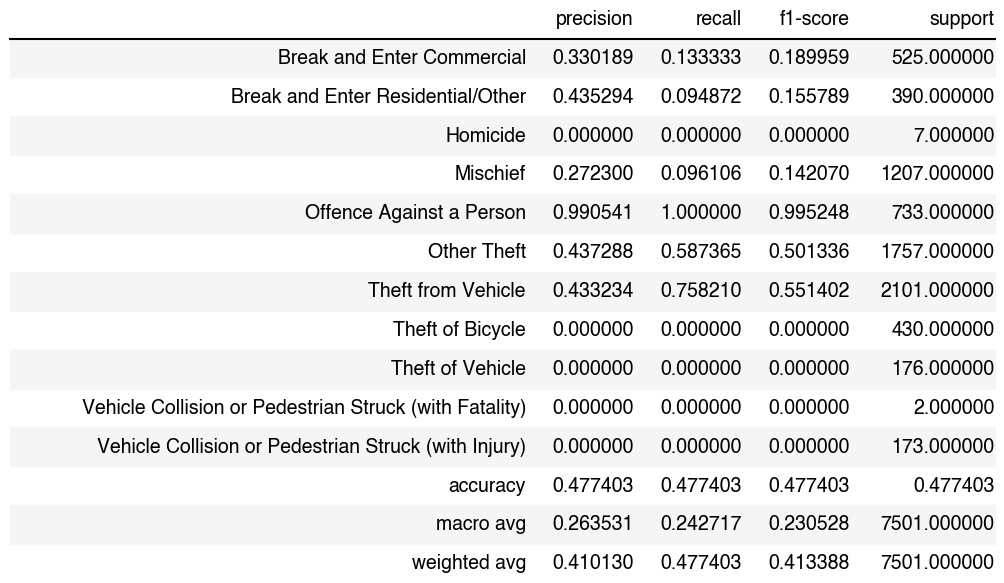 precision recall f1-score support
Break and Enter Commercial 0.330189 0.133333 0.189959 525.000000
Break and Enter Residential/Other 0.435294 0.094872 0.155789 390.000000
Homicide 0.000000 0.000000 0.000000 7.000000
Mischief 0.272300 0.096106 0.142070 1207.000000
Offence Against a Person 0.990541 1.000000 0.995248 733.000000
Other Theft 0.437288 0.587365 0.501336 1757.000000
Theft from Vehicle 0.433234 0.758210 0.551402 2101.000000
Theft of Bicycle 0.000000 0.000000 0.000000 430.000000
Theft of Vehicle 0.000000 0.000000 0.000000 176.000000
Vehicle Collision or Pedestrian Struck (with Fatality) 0.000000 0.000000 0.000000 2.000000
Vehicle Collision or Pedestrian Struck (with Injury) 0.000000 0.000000 0.000000 173.000000
accuracy 0.477403 0.477403 0.477403 0.477403
macro avg 0.263531 0.242717 0.230528 7501.000000
weighted avg 0.410130 0.477403 0.413388 7501.000000